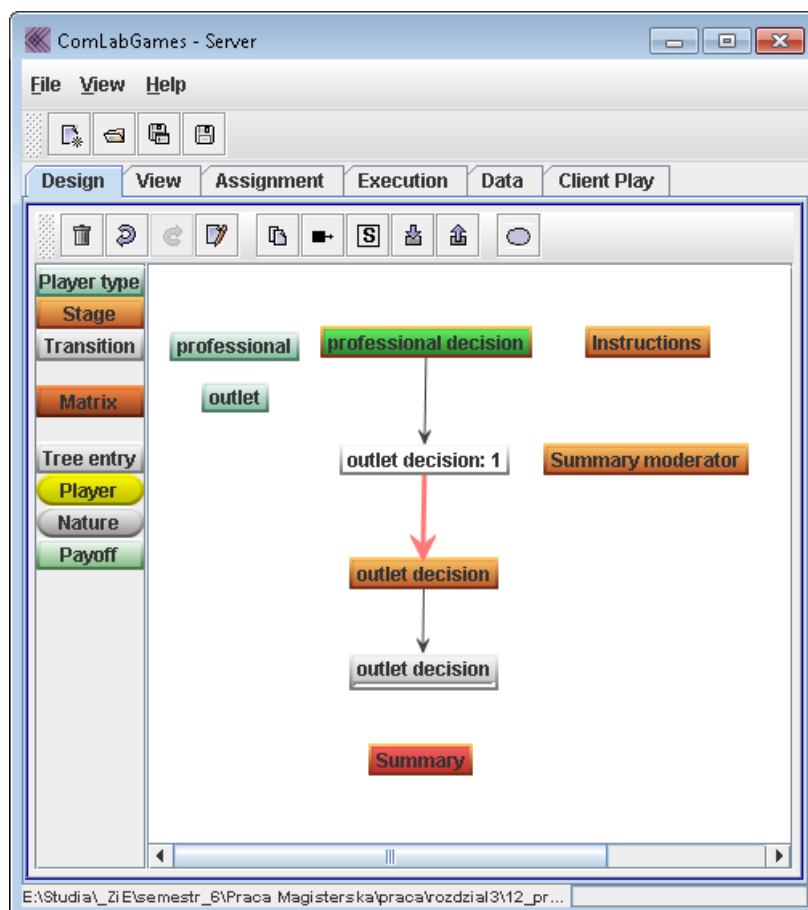 ComLabGames - Server
File View Help
Design View Assignment Execution Data Client Play
S
Player type
Stage
Transition
Matrix
Tree entry
Player
Nature
Payoff
professional professional decision Instructions
outlet
outlet decision: 1 Summary moderator
outlet decision
outlet decision
Summary
E:\Studia\_ZiE\semestr_6\Praca Magisterska\praca\rozdzial3\12_pr...